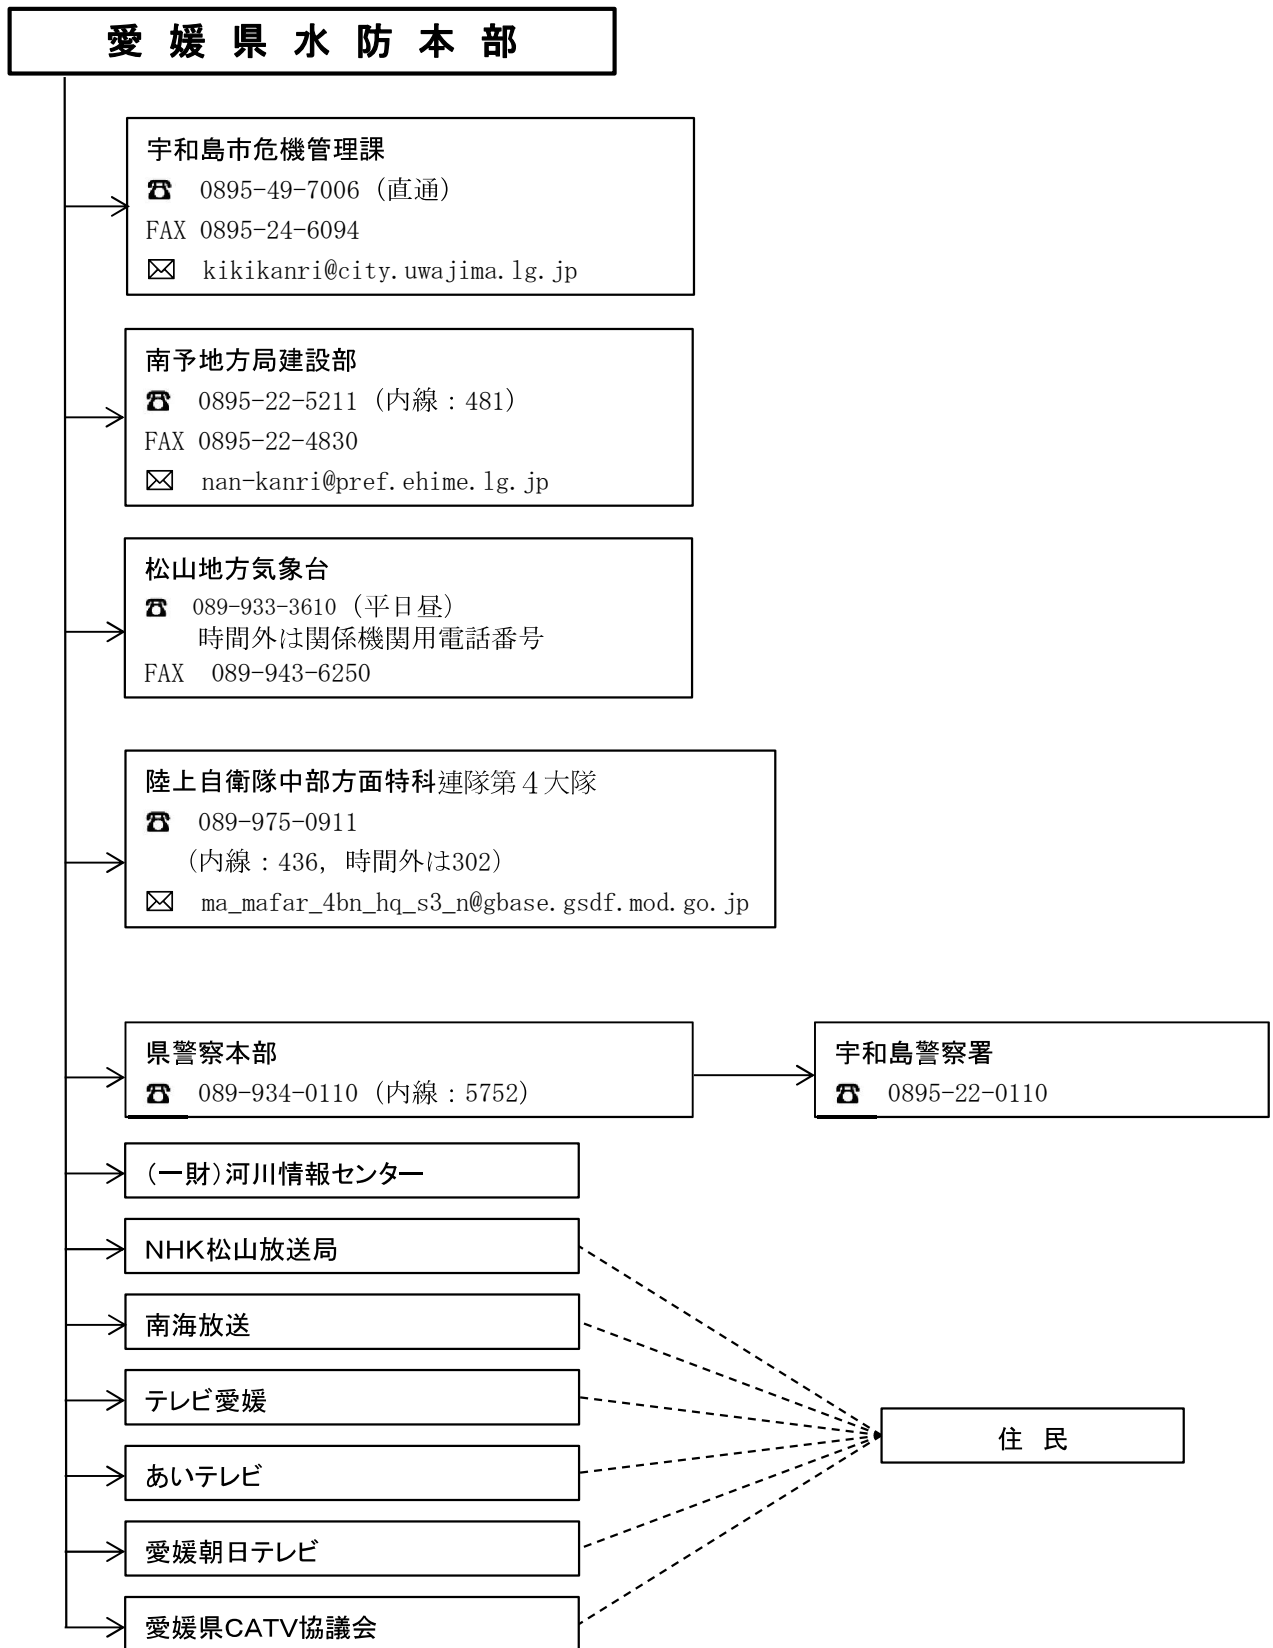 愛媛県水防本部
宇和島市危機管理課
☎ 0895-49-7006（直通）
FAX 0895-24-6094
✉ kikikanri@city.uwajima.lg.jp
南予地方局建設部
☎ 0895-22-5211（内線：481）
FAX 0895-22-4830
✉ nan-kanri@pref.ehime.lg.jp
松山地方気象台
☎ 089-933-3610（平日昼）
時間外は関係機関用電話番号
FAX 089-943-6250
陸上自衛隊中部方面特科連隊第４大隊
☎ 089-975-0911
（内線：436，時間外は302）
✉ ma_mafar_4bn_hq_s3_n@gbase.gsdf.mod.go.jp
県警察本部
☎ 089-934-0110（内線：5752）
宇和島警察署
☎ 0895-22-0110
（一財）河川情報センター
NHK松山放送局
南海放送
テレビ愛媛
あいテレビ
愛媛朝日テレビ
愛媛県CATV協議会
住民